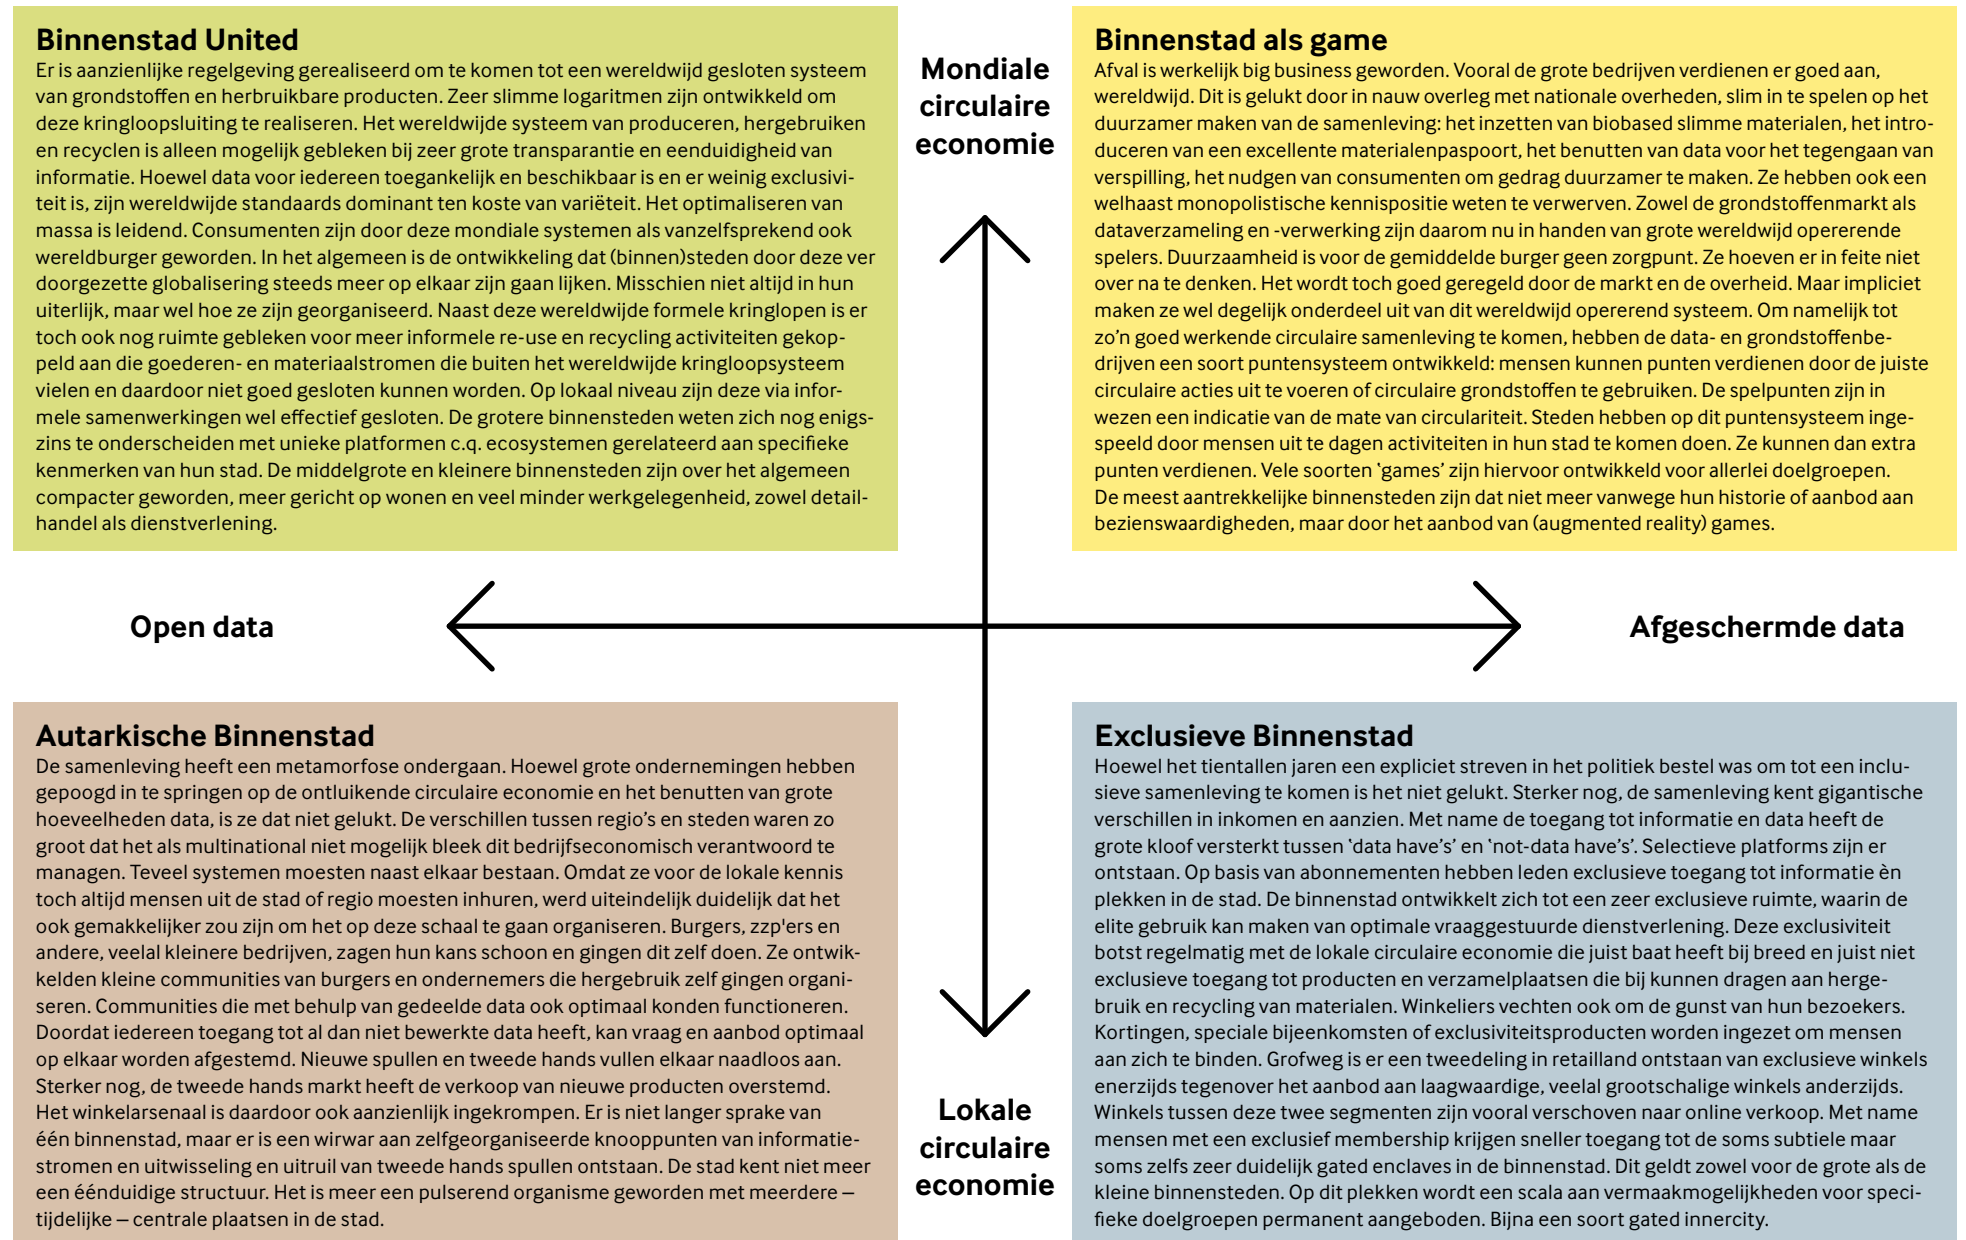 Binnenstad United
Er is aanzienlijke regelgeving gerealiseerd om te komen tot een wereldwijd gesloten systeem
van grondstoffen en herbruikbare producten. Zeer slimme logaritmen zijn ontwikkeld om
deze kringloopsluiting te realiseren. Het wereldwijde systeem van produceren, hergebruiken
en recyclen is alleen mogelijk gebleken bij zeer grote transparantie en eenduidigheid van
informatie. Hoewel data voor iedereen toegankelijk en beschikbaar is en er weinig exclusivi-
teit is, zijn wereldwijde standaards dominant ten koste van variëteit. Het optimaliseren van
massa is leidend. Consumenten zijn door deze mondiale systemen als vanzelfsprekend ook
wereldburger geworden. In het algemeen is de ontwikkeling dat (binnen)steden door deze ver
doorgezette globalisering steeds meer op elkaar zijn gaan lijken. Misschien niet altijd in hun
uiterlijk, maar wel hoe ze zijn georganiseerd. Naast deze wereldwijde formele kringlopen is er
toch ook nog ruimte gebleken voor meer informele re-use en recycling activiteiten gekop-
peld aan die goederen- en materiaalstromen die buiten het wereldwijde kringloopsysteem
vielen en daardoor niet goed gesloten kunnen worden. Op lokaal niveau zijn deze via infor-
mele samenwerkingen wel effectief gesloten. De grotere binnensteden weten zich nog enigs-
zins te onderscheiden met unieke platformen c.q. ecosystemen gerelateerd aan specifieke
kenmerken van hun stad. De middelgrote en kleinere binnensteden zijn over het algemeen
compacter geworden, meer gericht op wonen en veel minder werkgelegenheid, zowel detail-
handel als dienstverlening.
Mondiale
circulaire
economie
Binnenstad als game
Afval is werkelijk big business geworden. Vooral de grote bedrijven verdienen er goed aan,
wereldwijd. Dit is gelukt door in nauw overleg met nationale overheden, slim in te spelen op het
duurzamer maken van de samenleving: het inzetten van biobased slimme materialen, het intro-
duceren van een excellente materialenpaspoort, het benutten van data voor het tegengaan van
verspilling, het nudgen van consumenten om gedrag duurzamer te maken. Ze hebben ook een
welhaast monopolistische kennispositie weten te verwerven. Zowel de grondstoffenmarkt als
dataverzameling en -verwerking zijn daarom nu in handen van grote wereldwijd opererende
spelers. Duurzaamheid is voor de gemiddelde burger geen zorgpunt. Ze hoeven er in feite niet
over na te denken. Het wordt toch goed geregeld door de markt en de overheid. Maar impliciet
maken ze wel degelijk onderdeel uit van dit wereldwijd opererend systeem. Om namelijk tot
zo’n goed werkende circulaire samenleving te komen, hebben de data- en grondstoffenbe-
drijven een soort puntensysteem ontwikkeld: mensen kunnen punten verdienen door de juiste
circulaire acties uit te voeren of circulaire grondstoffen te gebruiken. De spelpunten zijn in
wezen een indicatie van de mate van circulariteit. Steden hebben op dit puntensysteem inge-
speeld door mensen uit te dagen activiteiten in hun stad te komen doen. Ze kunnen dan extra
punten verdienen. Vele soorten ‘games’ zijn hiervoor ontwikkeld voor allerlei doelgroepen.
De meest aantrekkelijke binnensteden zijn dat niet meer vanwege hun historie of aanbod aan
bezienswaardigheden, maar door het aanbod van (augmented reality) games.
Open data
Afgeschermde data
Autarkische Binnenstad
De samenleving heeft een metamorfose ondergaan. Hoewel grote ondernemingen hebben
gepoogd in te springen op de ontluikende circulaire economie en het benutten van grote
hoeveelheden data, is ze dat niet gelukt. De verschillen tussen regio’s en steden waren zo
groot dat het als multinational niet mogelijk bleek dit bedrijfseconomisch verantwoord te
managen. Teveel systemen moesten naast elkaar bestaan. Omdat ze voor de lokale kennis
toch altijd mensen uit de stad of regio moesten inhuren, werd uiteindelijk duidelijk dat het
ook gemakkelijker zou zijn om het op deze schaal te gaan organiseren. Burgers, zzp'ers en
andere, veelal kleinere bedrijven, zagen hun kans schoon en gingen dit zelf doen. Ze ontwik-
kelden kleine communities van burgers en ondernemers die hergebruik zelf gingen organi-
seren. Communities die met behulp van gedeelde data ook optimaal konden functioneren.
Doordat iedereen toegang tot al dan niet bewerkte data heeft, kan vraag en aanbod optimaal
op elkaar worden afgestemd. Nieuwe spullen en tweede hands vullen elkaar naadloos aan.
Sterker nog, de tweede hands markt heeft de verkoop van nieuwe producten overstemd.
Het winkelarsenaal is daardoor ook aanzienlijk ingekrompen. Er is niet langer sprake van
één binnenstad, maar er is een wirwar aan zelfgeorganiseerde knooppunten van informatie-
stromen en uitwisseling en uitruil van tweede hands spullen ontstaan. De stad kent niet meer
een éénduidige structuur. Het is meer een pulserend organisme geworden met meerdere –
tijdelijke – centrale plaatsen in de stad.
Lokale
circulaire
economie
Exclusieve Binnenstad
Hoewel het tientallen jaren een expliciet streven in het politiek bestel was om tot een inclu-
sieve samenleving te komen is het niet gelukt. Sterker nog, de samenleving kent gigantische
verschillen in inkomen en aanzien. Met name de toegang tot informatie en data heeft de
grote kloof versterkt tussen ‘data have’s’ en ‘not-data have’s’. Selectieve platforms zijn er
ontstaan. Op basis van abonnementen hebben leden exclusieve toegang tot informatie èn
plekken in de stad. De binnenstad ontwikkelt zich tot een zeer exclusieve ruimte, waarin de
elite gebruik kan maken van optimale vraaggestuurde dienstverlening. Deze exclusiviteit
botst regelmatig met de lokale circulaire economie die juist baat heeft bij breed en juist niet
exclusieve toegang tot producten en verzamelplaatsen die bij kunnen dragen aan herge-
bruik en recycling van materialen. Winkeliers vechten ook om de gunst van hun bezoekers.
Kortingen, speciale bijeenkomsten of exclusiviteitsproducten worden ingezet om mensen
aan zich te binden. Grofweg is er een tweedeling in retailland ontstaan van exclusieve winkels
enerzijds tegenover het aanbod aan laagwaardige, veelal grootschalige winkels anderzijds.
Winkels tussen deze twee segmenten zijn vooral verschoven naar online verkoop. Met name
mensen met een exclusief membership krijgen sneller toegang tot de soms subtiele maar
soms zelfs zeer duidelijk gated enclaves in de binnenstad. Dit geldt zowel voor de grote als de
kleine binnensteden. Op dit plekken wordt een scala aan vermaakmogelijkheden voor speci-
fieke doelgroepen permanent aangeboden. Bijna een soort gated innercity.